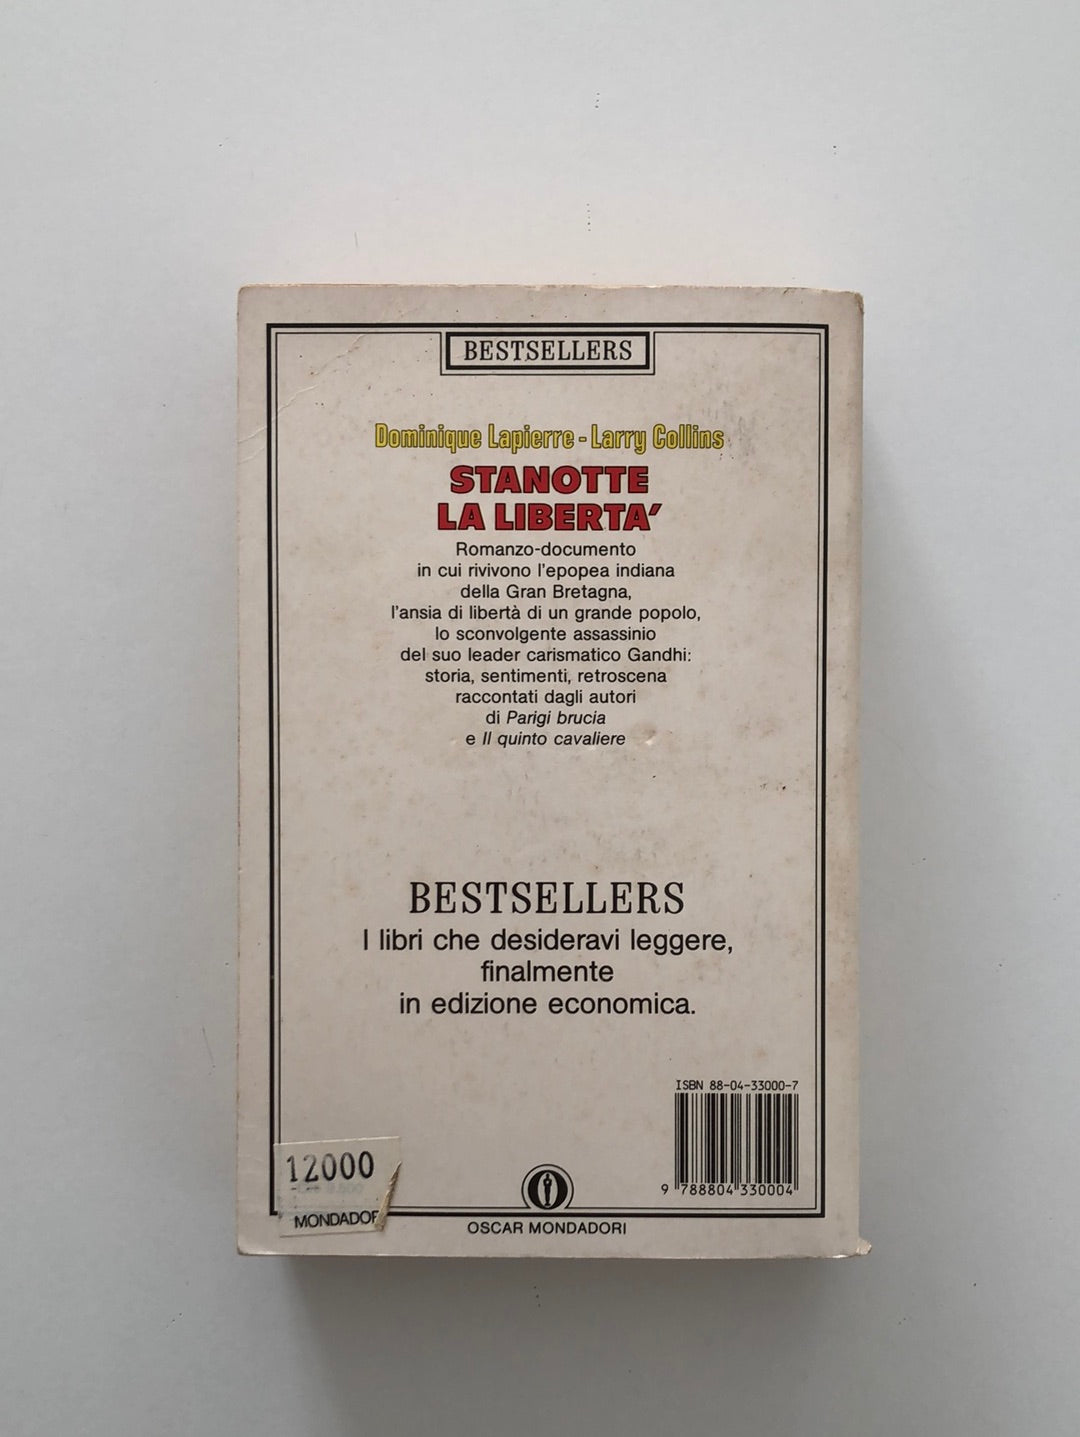 BESTSELLERS
Dominique Lapierre - Larry Collins
STANOTTE
LA LIBERTA'
Romanzo-documento
in cui rivivono l'epopea indiana
della Gran Bretagna,
l'ansia di libertà di un grande popolo,
lo sconvolgente assassinio
del suo leader carismatico Gandhi:
storia, sentimenti, retroscena
raccontati dagli autori
di Parigi brucia
e Il quinto cavaliere
BESTSELLERS
I libri che desideravi leggere,
finalmente
in edizione economica.
ISBN 88-04-33000-7
9 788804 330004
12000
MONDADOR
OSCAR MONDADORI